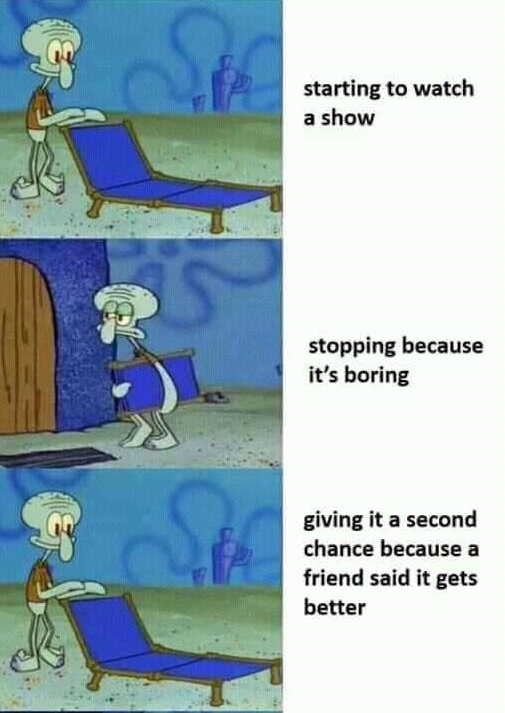 starting to watch
a show
stopping because
it's boring
giving it a second
chance because a
friend said it gets
better